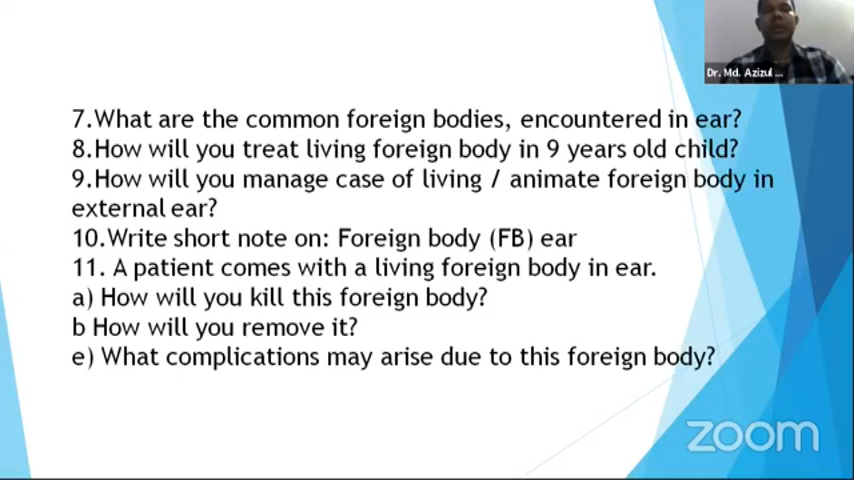 Dr. Md. Azizul ...
7.What are the common foreign bodies, encountered in ear?
8.How will you treat living foreign body in 9 years old child?
9.How will you manage case of living / animate foreign body in
external ear?
10.Write short note on: Foreign body (FB) ear
11. A patient comes with a living foreign body in ear.
a) How will you kill this foreign body?
b How will you remove it?
e) What complications may arise due to this foreign body?
zoom